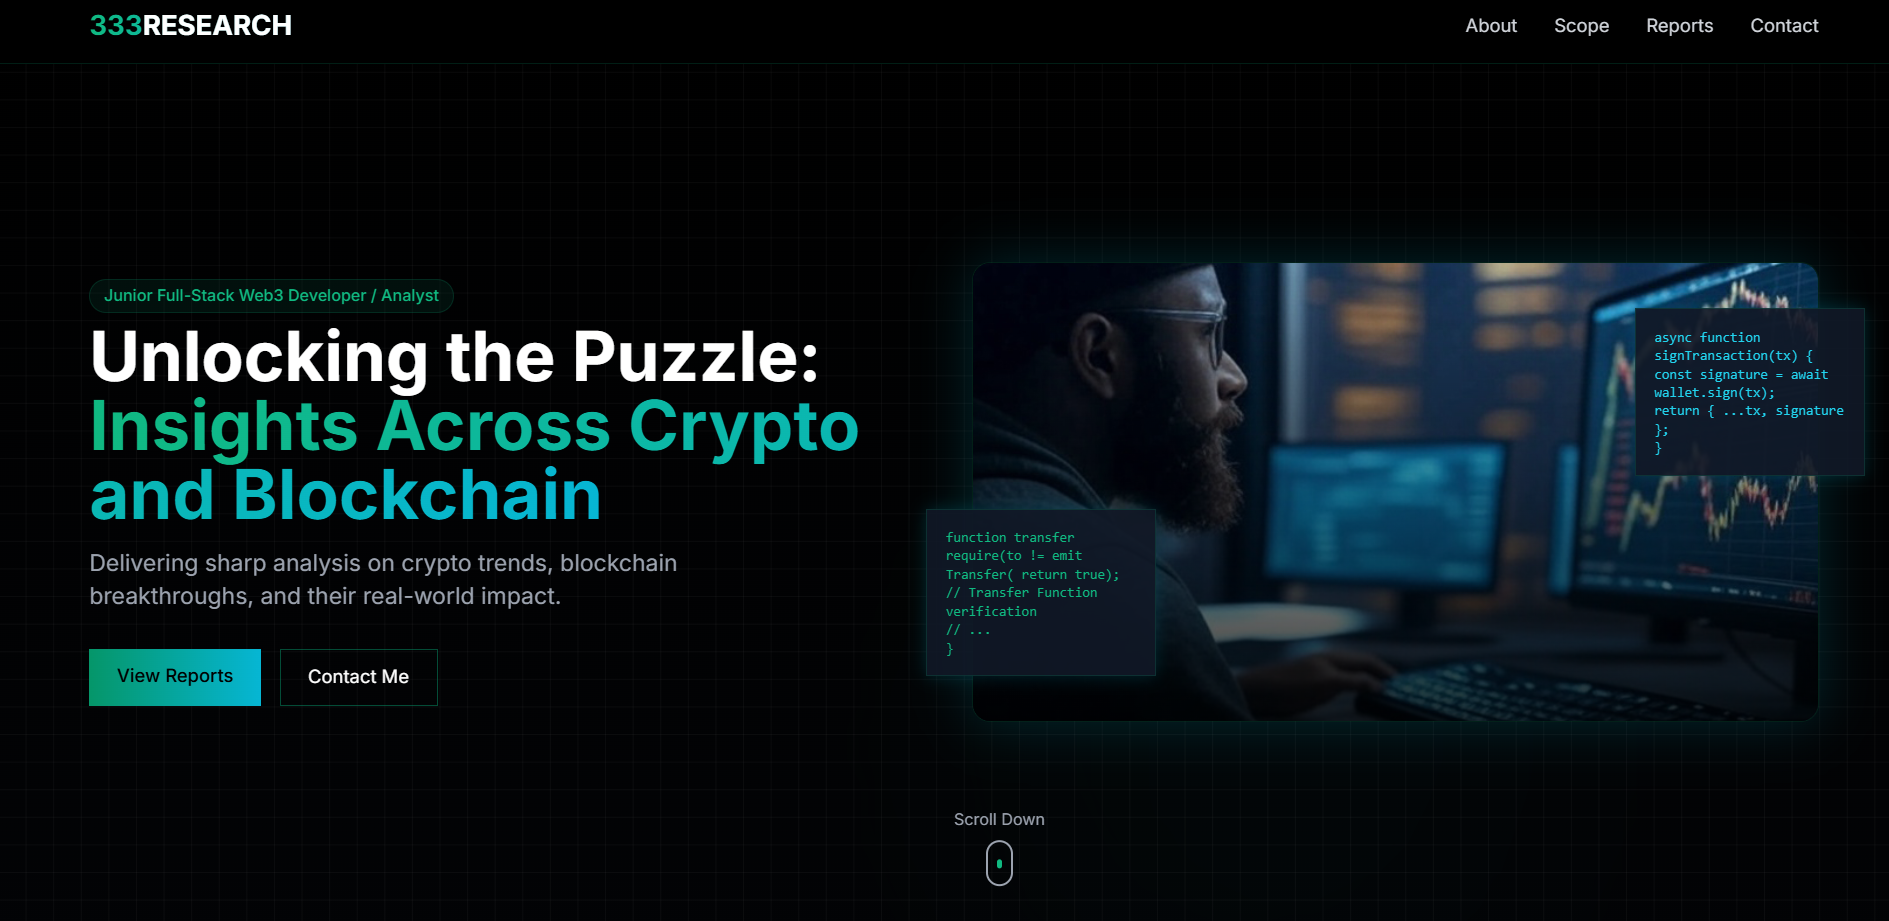 333RESEARCH
About
Scope
Reports
Contact
Junior Full-Stack Web3 Developer / Analyst
Unlocking the Puzzle:
Insights Across Crypto
and Blockchain
Delivering sharp analysis on crypto trends, blockchain
breakthroughs, and their real-world impact.
View Reports
Contact Me
async function
signTransaction(tx) {
const signature = await
wallet.sign(tx);
return { ...tx, signature
};
}
function transfer
require(to != emit
Transfer( return true);
// Transfer Function
verification
// ...
}
Scroll Down